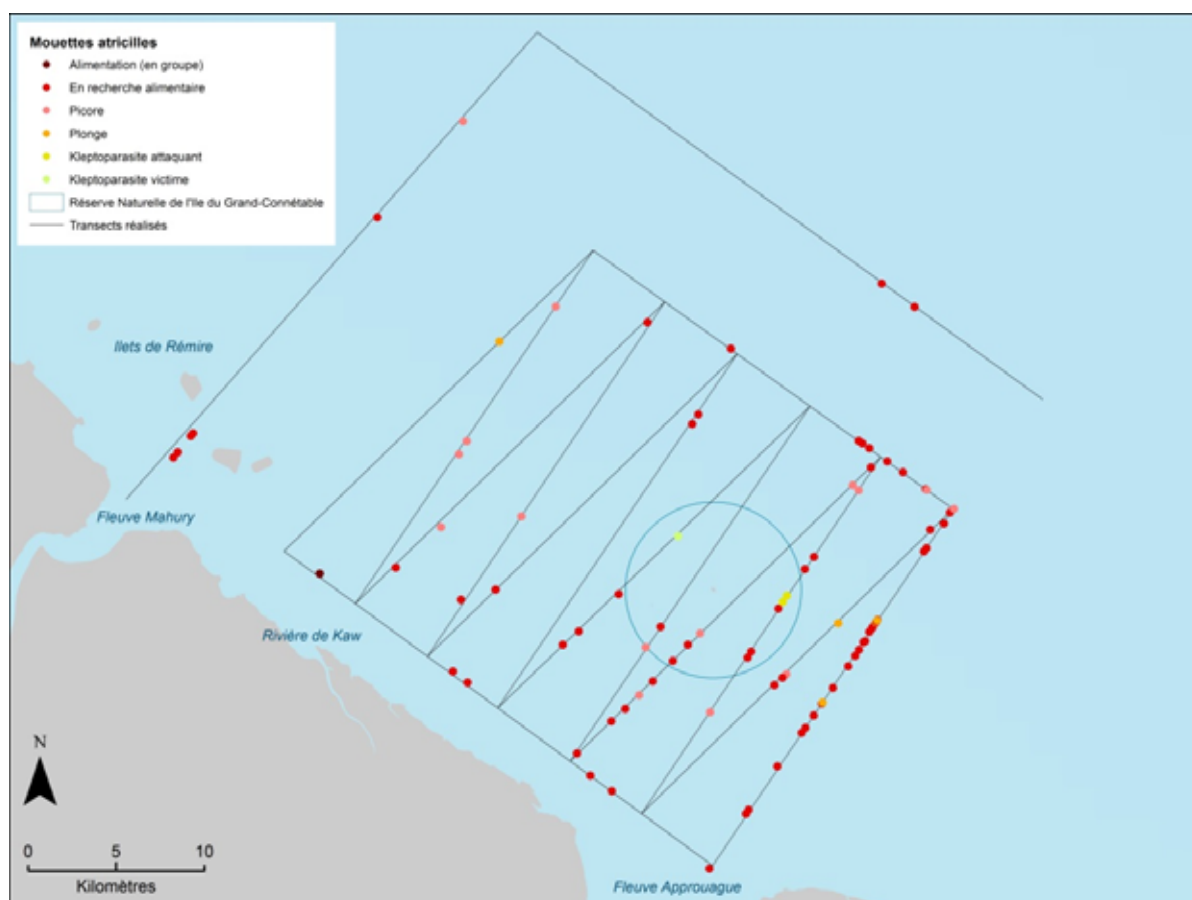 Mouettes atricilles
Alimentation (en groupe)
En recherche alimentaire
Picore
Plonge
Kleptoparasite attaquant
Kleptoparasite victime
Réserve Naturelle de l'Ile du Grand-Connétable
Transects réalisés
Ilets de Rémire
Fleuve Mahury
Rivière de Kaw
N
0 5 10
Kilomètres
Fleuve Approuague